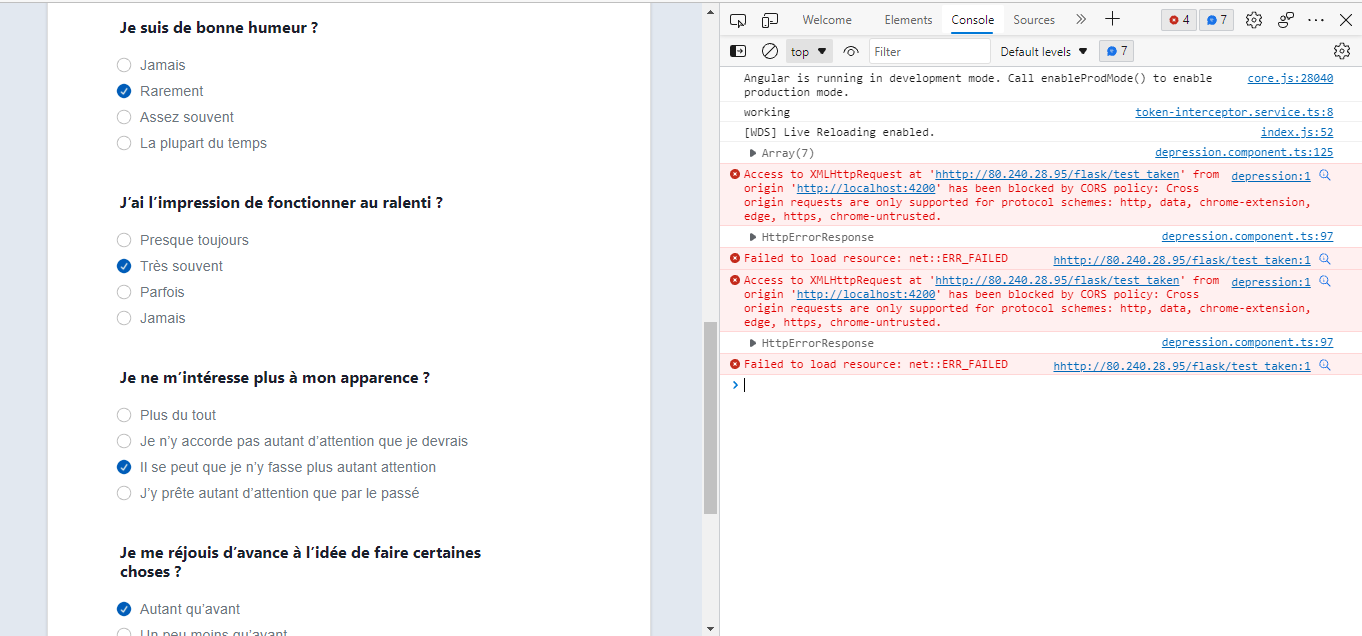 Je suis de bonne humeur ?
Jamais
Rarement
Assez souvent
La plupart du temps
J’ai l’impression de fonctionner au ralenti ?
Presque toujours
Très souvent
Parfois
Jamais
Je ne m’intéresse plus à mon apparence ?
Plus du tout
Je n’y accorde pas autant d’attention que je devrais
Il se peut que je n’y fasse plus autant attention
J’y prête autant d’attention que par le passé
Je me réjouis d’avance à l’idée de faire certaines
choses ?
Autant qu’avant
Un peu moins qu’avant
Welcome Elements Console Sources 4 7
top Filter Default levels 7
Angular is running in development mode. Call enableProdMode() to enable core.js:28040
production mode.
working token-interceptor.service.ts:8
[WDS] Live Reloading enabled. index.js:52
Array(7) depression.component.ts:125
Access to XMLHttpRequest at 'hhttp://80.240.28.95/flask/test_taken' from depression:1
origin 'http://localhost:4200' has been blocked by CORS policy: Cross
origin requests are only supported for protocol schemes: http, data, chrome-extension,
edge, https, chrome-untrusted.
HttpErrorResponse depression.component.ts:97
Failed to load resource: net::ERR_FAILED hhttp://80.240.28.95/flask/test_taken:1
Access to XMLHttpRequest at 'hhttp://80.240.28.95/flask/test_taken' from depression:1
origin 'http://localhost:4200' has been blocked by CORS policy: Cross
origin requests are only supported for protocol schemes: http, data, chrome-extension,
edge, https, chrome-untrusted.
HttpErrorResponse depression.component.ts:97
Failed to load resource: net::ERR_FAILED hhttp://80.240.28.95/flask/test_taken:1